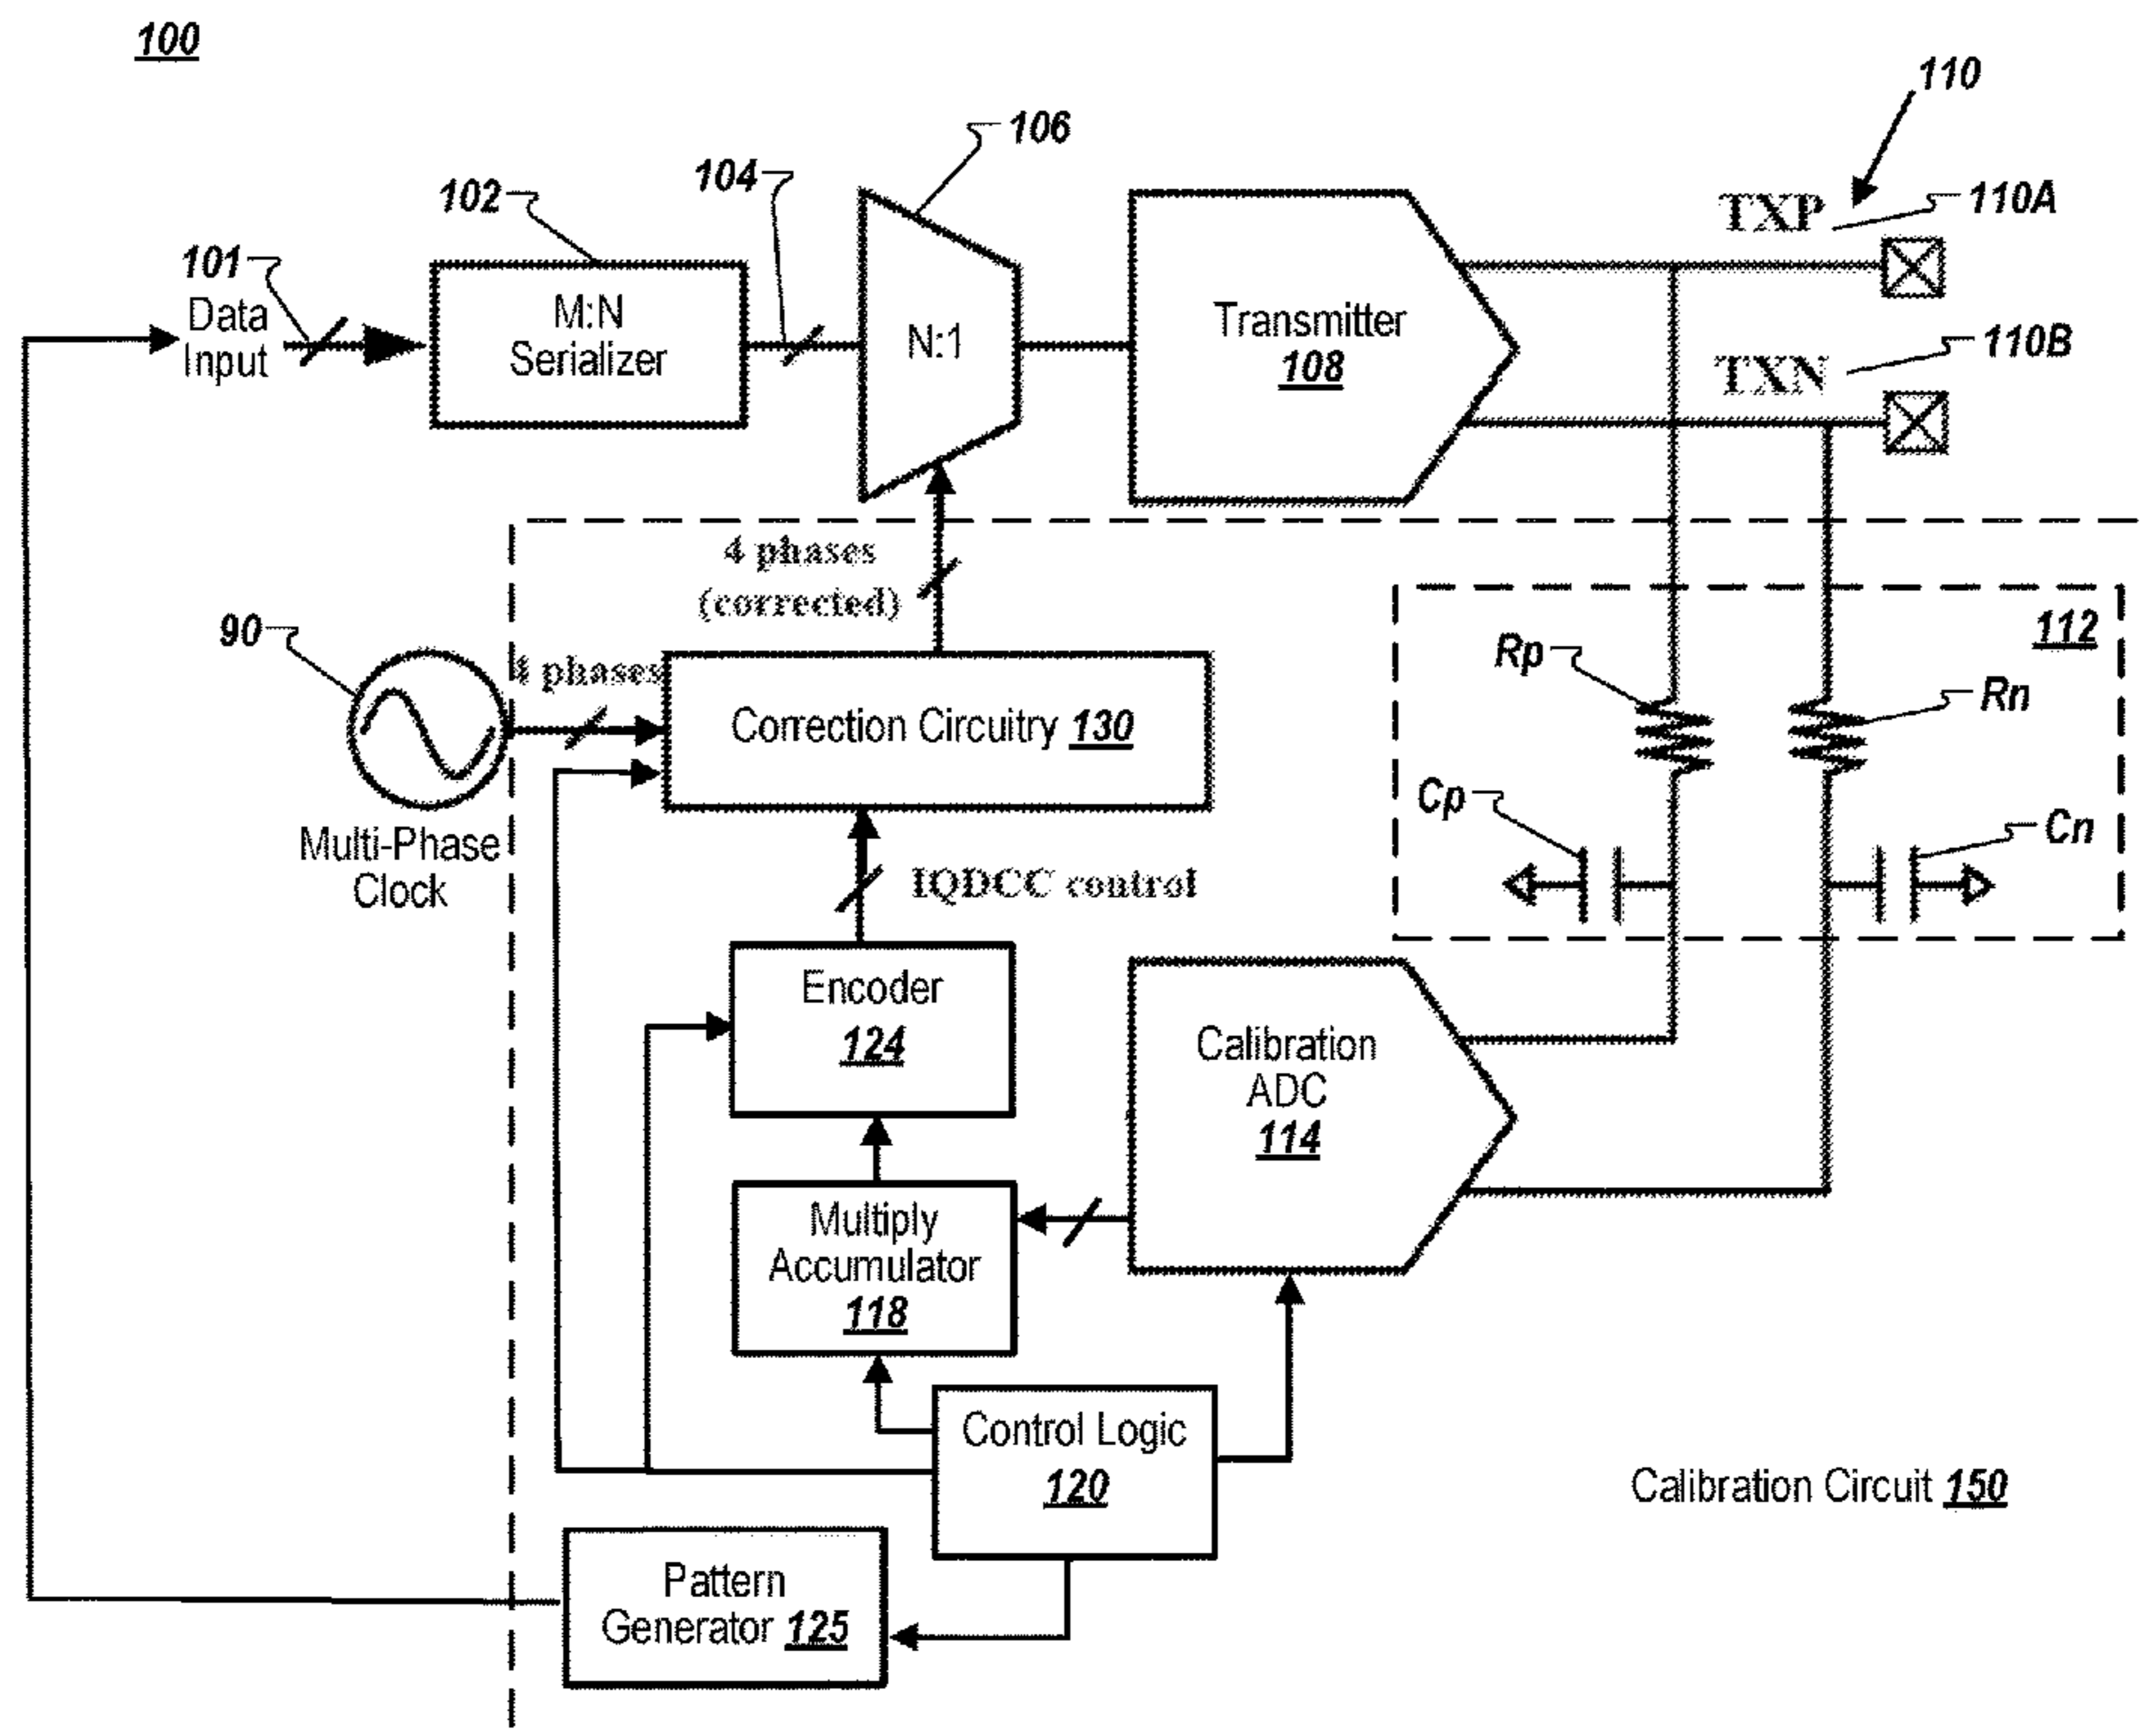 100
110
106
104
102
TXP
110A
101
Data
Input
M:N
Serializer
N:1
Transmitter
108
TXN
110B
4 phases
(corrected)
90
4 phases
112
Rp
Rn
Correction Circuitry 130
Cp
Cn
Multi-Phase
Clock
IQDCC control
Encoder
124
Calibration
ADC
114
Multiply
Accumulator
118
Control Logic
120
Calibration Circuit 150
Pattern
Generator 125